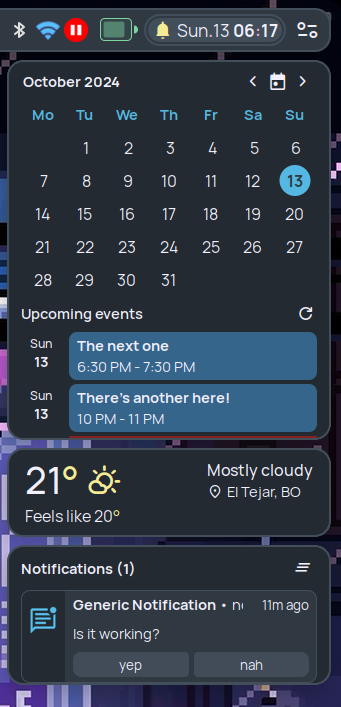 Sun.13 06:17
October 2024
Mo Tu We Th Fr Sa Su
1 2 3 4 5 6
7 8 9 10 11 12 13
14 15 16 17 18 19 20
21 22 23 24 25 26 27
28 29 30 31
Upcoming events
Sun
13
The next one
6:30 PM - 7:30 PM
Sun
13
There's another here!
10 PM - 11 PM
21°
Mostly cloudy
El Tejar, BO
Feels like 20°
Notifications (1)
Generic Notification • 11m ago
Is it working?
yep nah